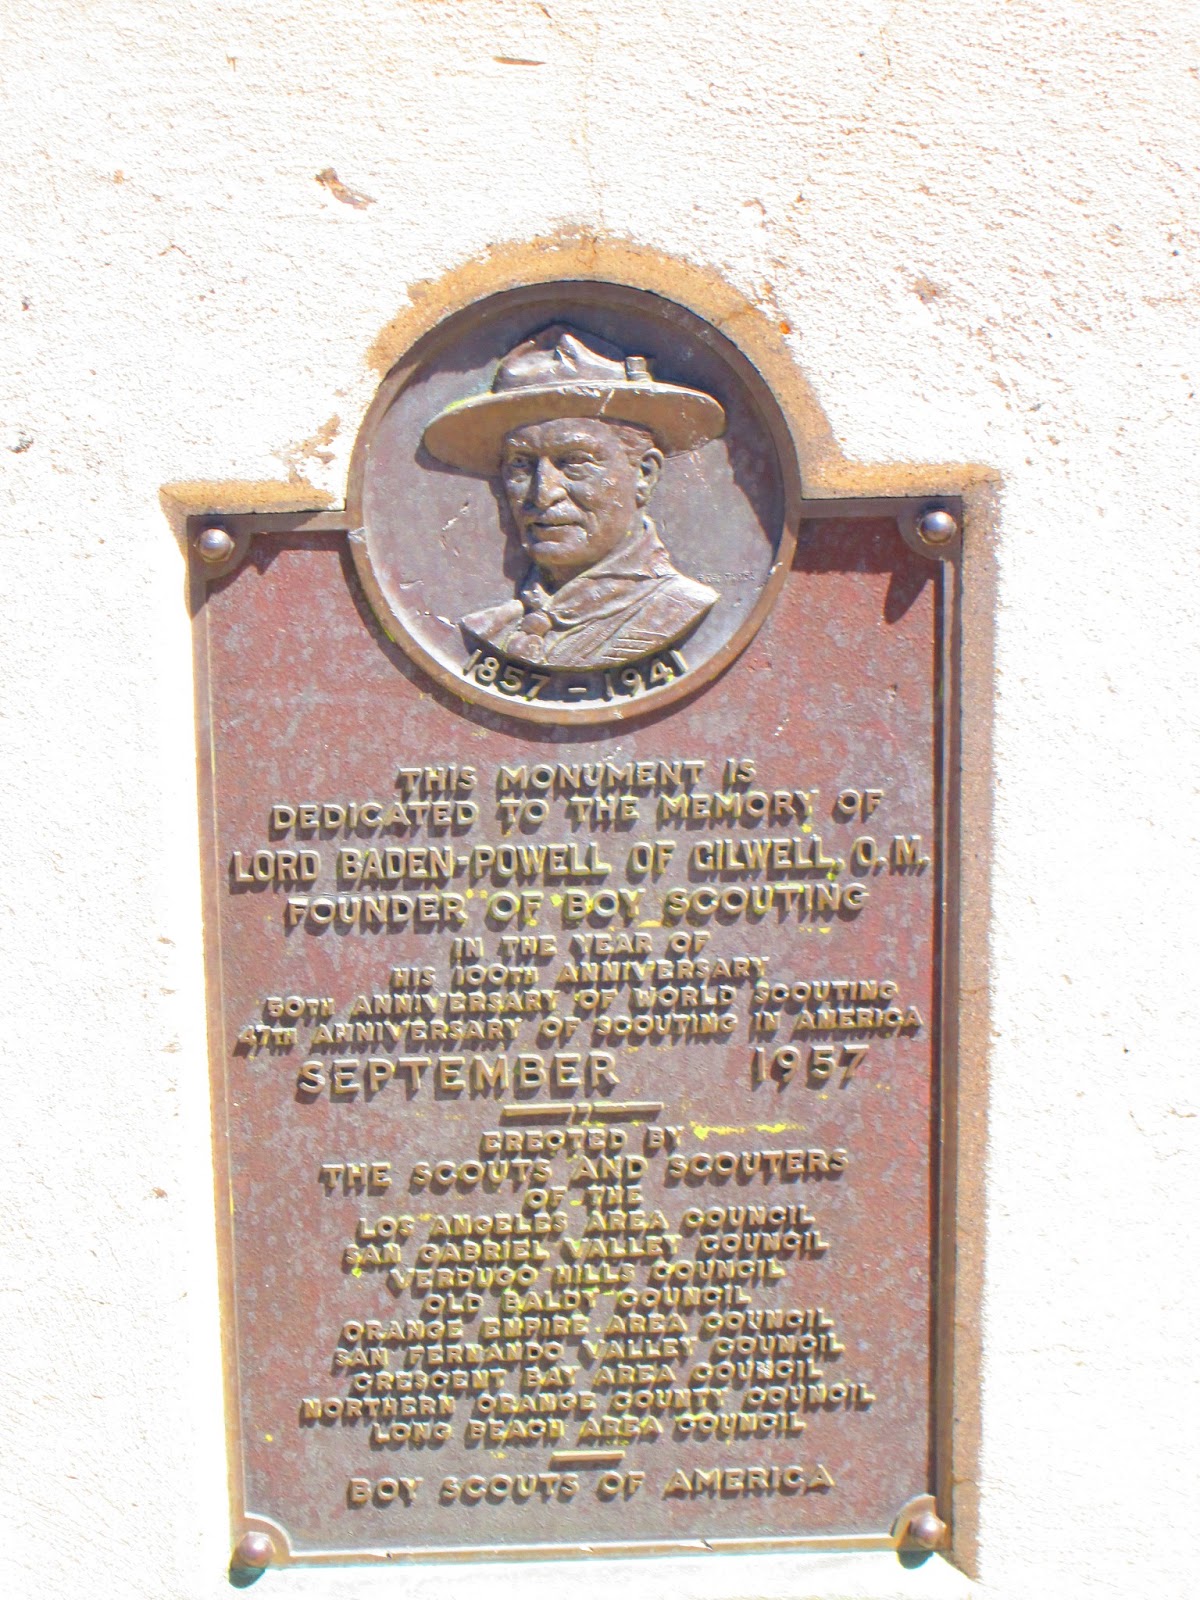 1857 - 1941
THIS MONUMENT IS
DEDICATED TO THE MEMORY OF
LORD BADEN-POWELL OF GILWELL, O.M.
FOUNDER OF BOY SCOUTING
IN THE YEAR OF
HIS 100TH ANNIVERSARY
50TH ANNIVERSARY OF WORLD SCOUTING
47TH ANNIVERSARY OF SCOUTING IN AMERICA
SEPTEMBER 1957
ERECTED BY
THE SCOUTS AND SCOUTERS
OF THE
LOS ANGELES AREA COUNCIL
SAN GABRIEL VALLEY COUNCIL
VERDUGO HILLS COUNCIL
OLD BALDY COUNCIL
ORANGE EMPIRE AREA COUNCIL
SAN FERNANDO VALLEY COUNCIL
CRESCENT BAY AREA COUNCIL
NORTHERN ORANGE COUNTY COUNCIL
LONG BEACH AREA COUNCIL
BOY SCOUTS OF AMERICA